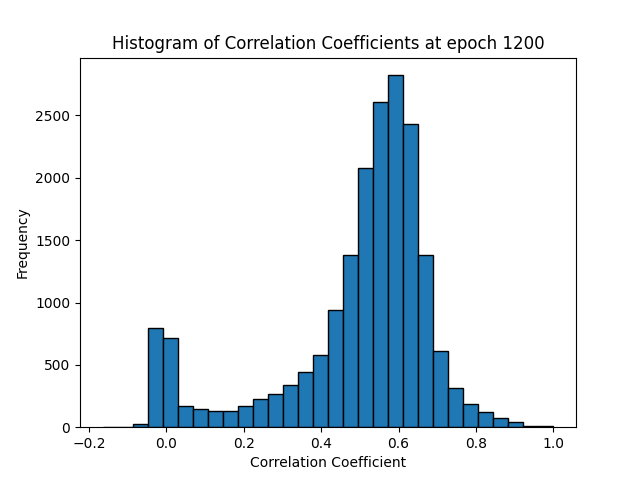 Histogram of Correlation Coefficients at epoch 1200
2500
2000
1500
1000
500
0
−0.2 0.0 0.2 0.4 0.6 0.8 1.0
Frequency
Correlation Coefficient